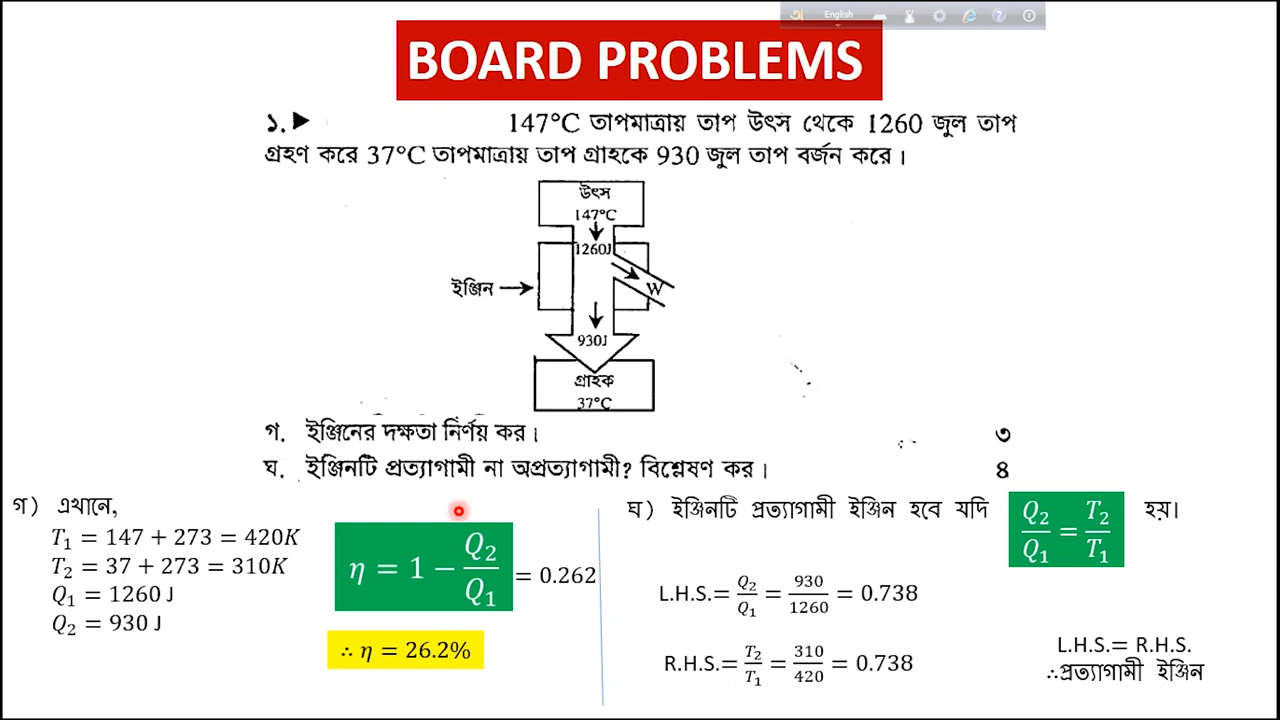 English
BOARD PROBLEMS
১.▶ 147°C তাপমাত্রায় তাপ উৎস থেকে 1260 জুল তাপ
গ্রহণ করে 37°C তাপমাত্রায় তাপ গ্রাহকে 930 জুল তাপ বর্জন করে।
উৎস
147°C
1260J
ইঞ্জিন
W
930J
গ্রাহক
37°C
গ. ইঞ্জিনের দক্ষতা নির্ণয় কর। ৩
ঘ. ইঞ্জিনটি প্রত্যাগামী না অপ্রত্যাগামী? বিশ্লেষণ কর। ৪
গ) এখানে,
T₁ = 147 + 273 = 420K
T₂ = 37 + 273 = 310K
Q₁ = 1260 J
Q₂ = 930 J
η = 1 − Q₂/Q₁ = 0.262
∴ η = 26.2%
ঘ) ইঞ্জিনটি প্রত্যাগামী ইঞ্জিন হবে যদি Q₂/Q₁ = T₂/T₁ হয়।
L.H.S.= Q₂/Q₁ = 930/1260 = 0.738
R.H.S.= T₂/T₁ = 310/420 = 0.738
L.H.S.= R.H.S.
∴প্রত্যাগামী ইঞ্জিন